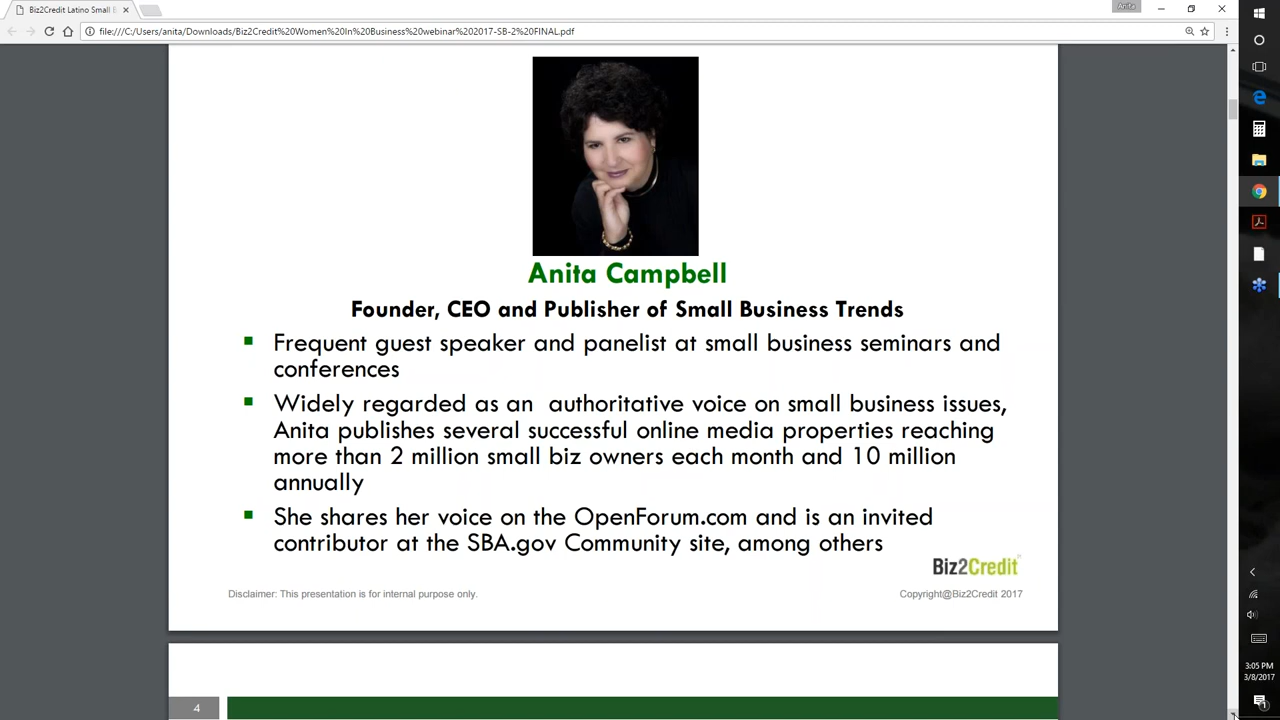 Biz2Credit Latino Small B
Anita
file:///C:/Users/anita/Downloads/Biz2Credit%20Women%20In%20Business%20webinar%202017-SB-2%20FINAL.pdf
Anita Campbell
Founder, CEO and Publisher of Small Business Trends
Frequent guest speaker and panelist at small business seminars and
conferences
Widely regarded as an  authoritative voice on small business issues,
Anita publishes several successful online media properties reaching
more than 2 million small biz owners each month and 10 million
annually
She shares her voice on the OpenForum.com and is an invited
contributor at the SBA.gov Community site, among others
Biz2Credit
Disclaimer: This presentation is for internal purpose only.
Copyright@Biz2Credit 2017
4
3:05 PM
3/8/2017
1